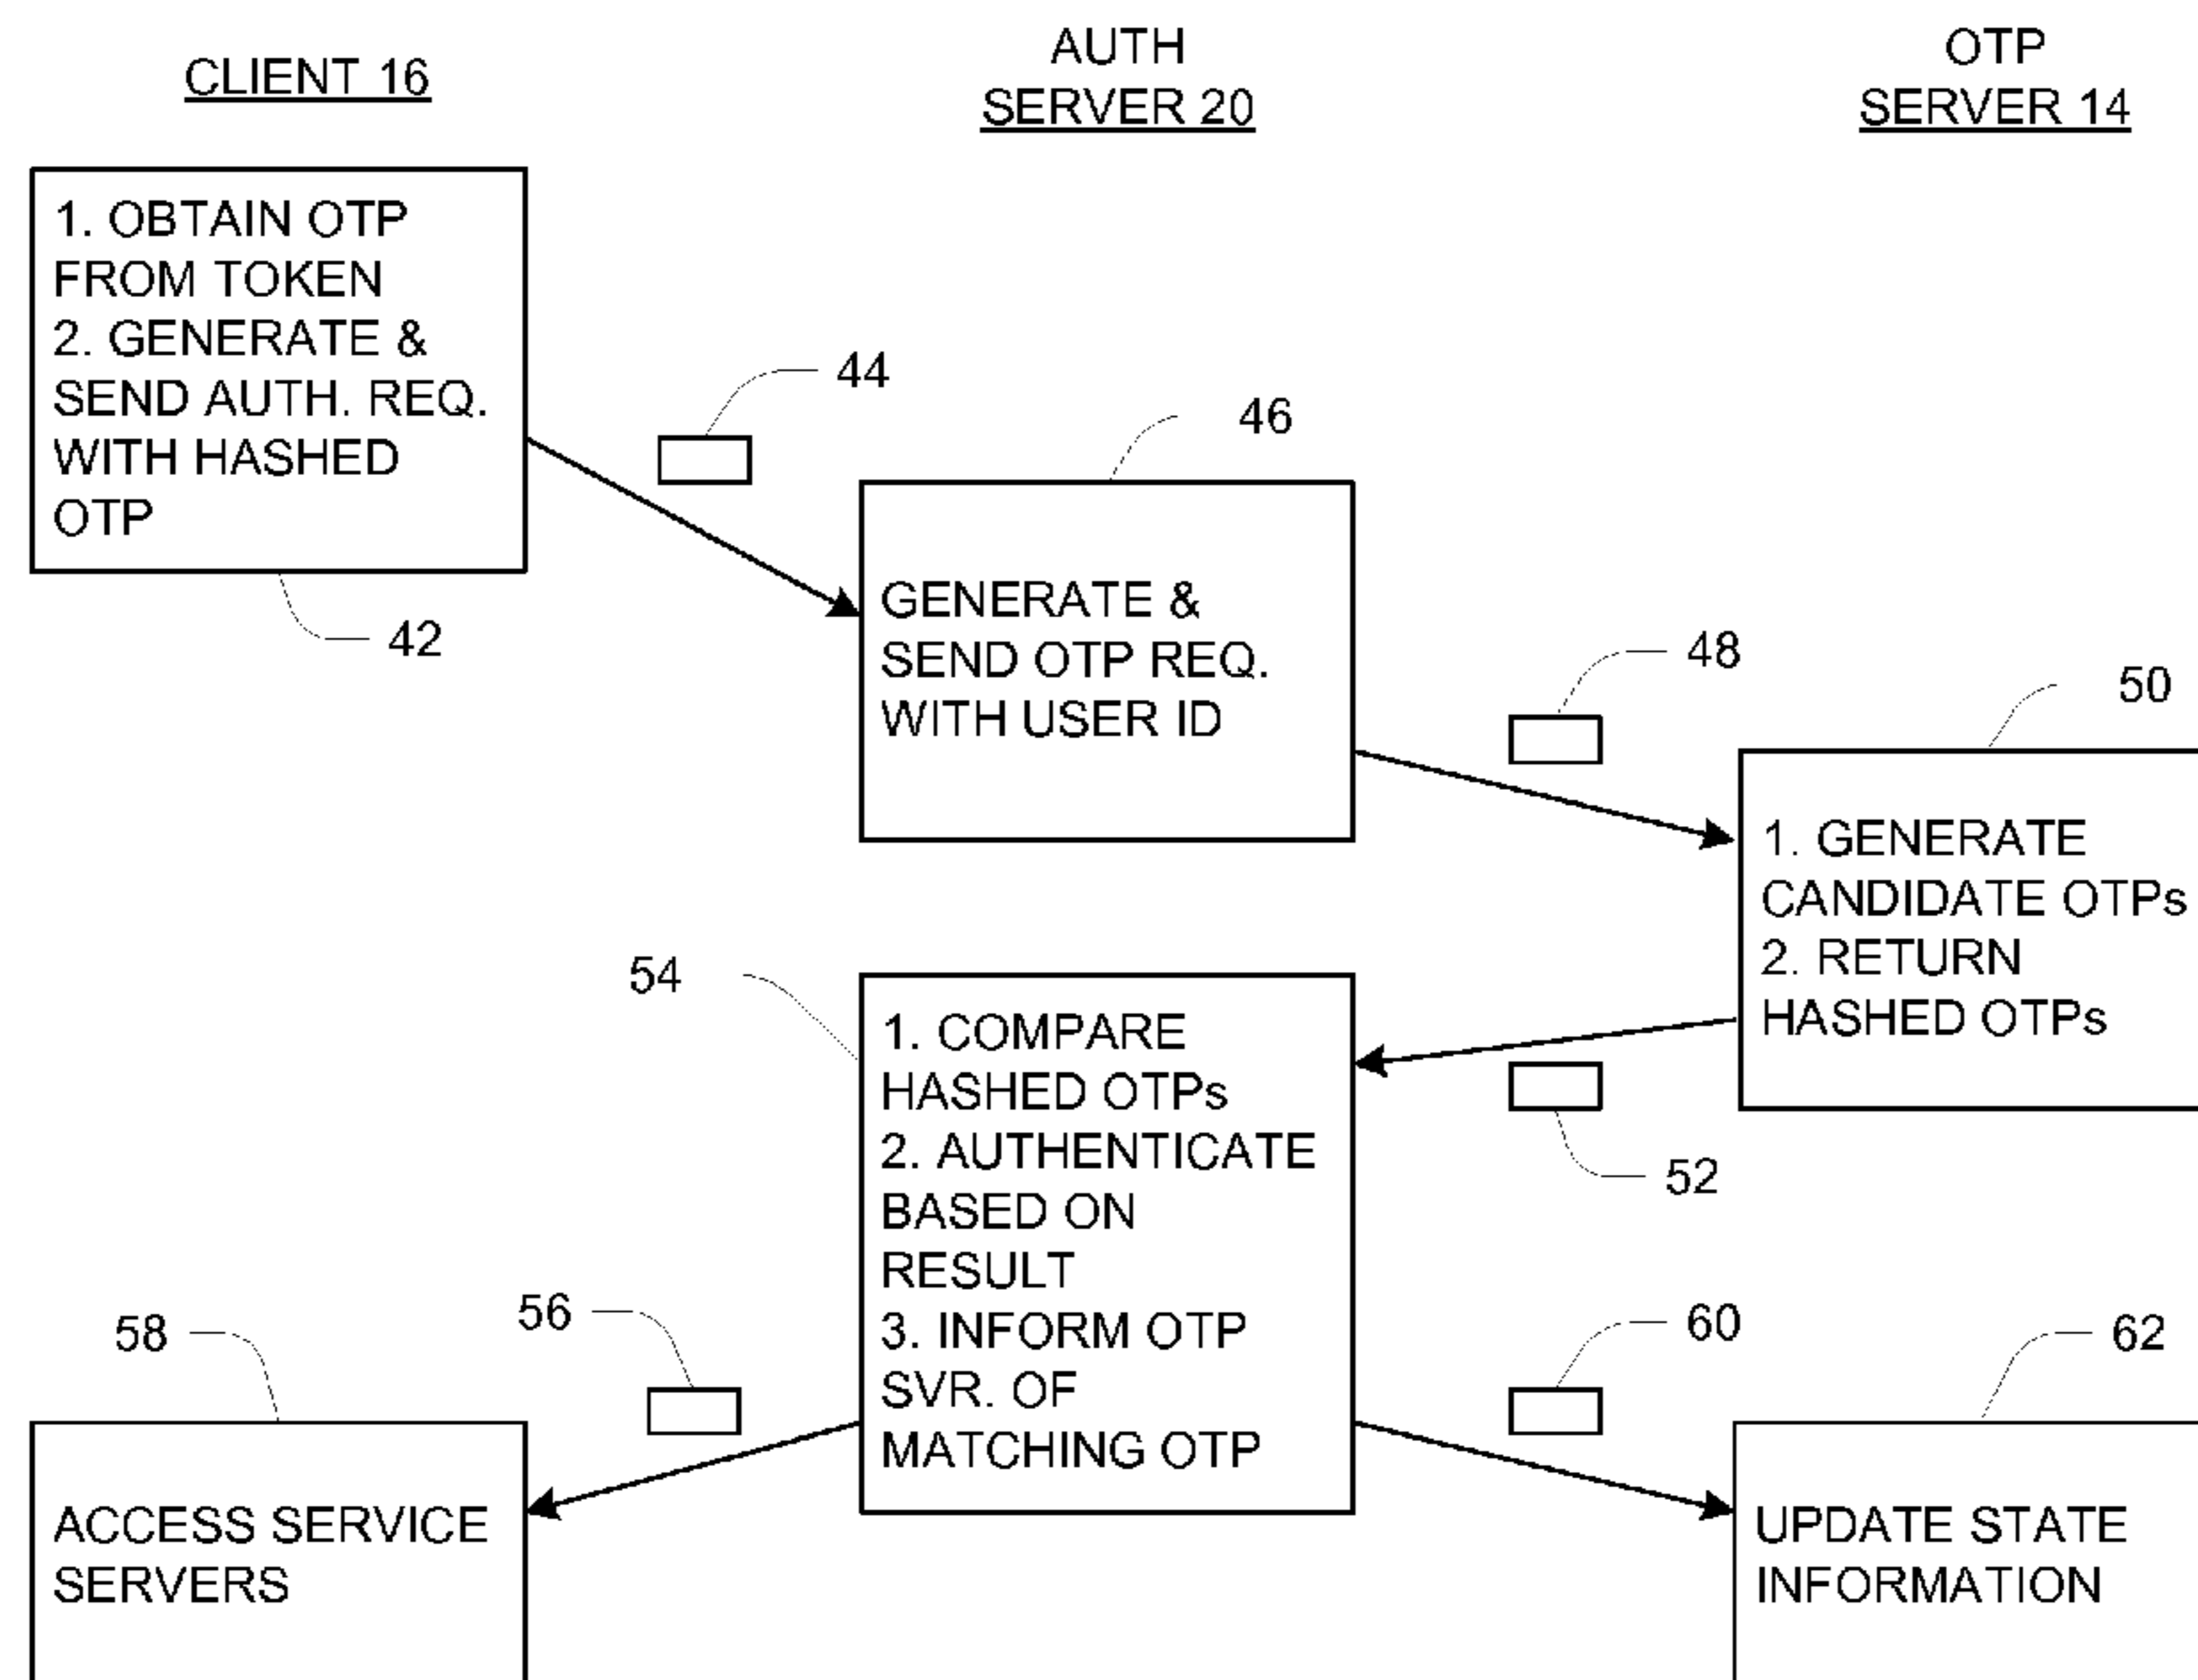 CLIENT 16
AUTH
SERVER 20
OTP
SERVER 14
1. OBTAIN OTP
FROM TOKEN
2. GENERATE &
SEND AUTH. REQ.
WITH HASHED
OTP
42
44
46
GENERATE &
SEND OTP REQ.
WITH USER ID
48
50
1. GENERATE
CANDIDATE OTPs
2. RETURN
HASHED OTPs
52
54
1. COMPARE
HASHED OTPs
2. AUTHENTICATE
BASED ON
RESULT
3. INFORM OTP
SVR. OF
MATCHING OTP
56
58
ACCESS SERVICE
SERVERS
60
62
UPDATE STATE
INFORMATION